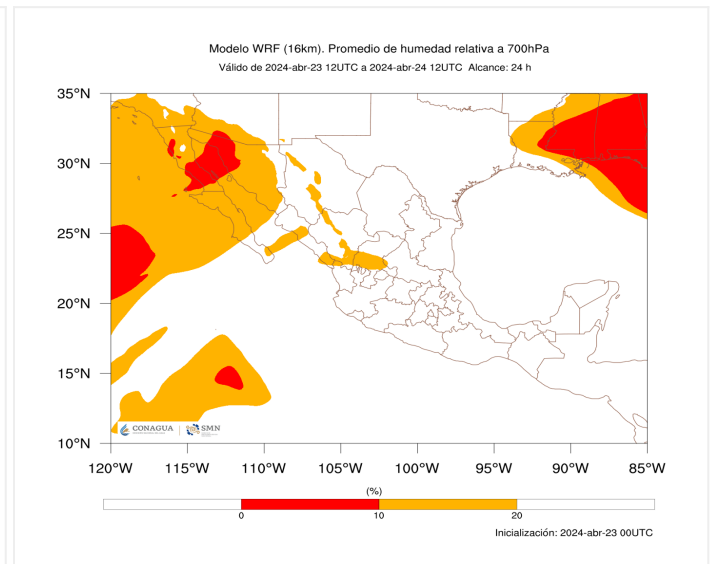 Modelo WRF (16km). Promedio de humedad relativa a 700hPa
Válido de 2024-abr-23 12UTC a 2024-abr-24 12UTC Alcance: 24 h
35°N
30°N
25°N
20°N
15°N
10°N
CONAGUA
SMN
120°W 115°W 110°W 105°W 100°W 95°W 90°W 85°W
(%)
0 10 20
Inicialización: 2024-abr-23 00UTC